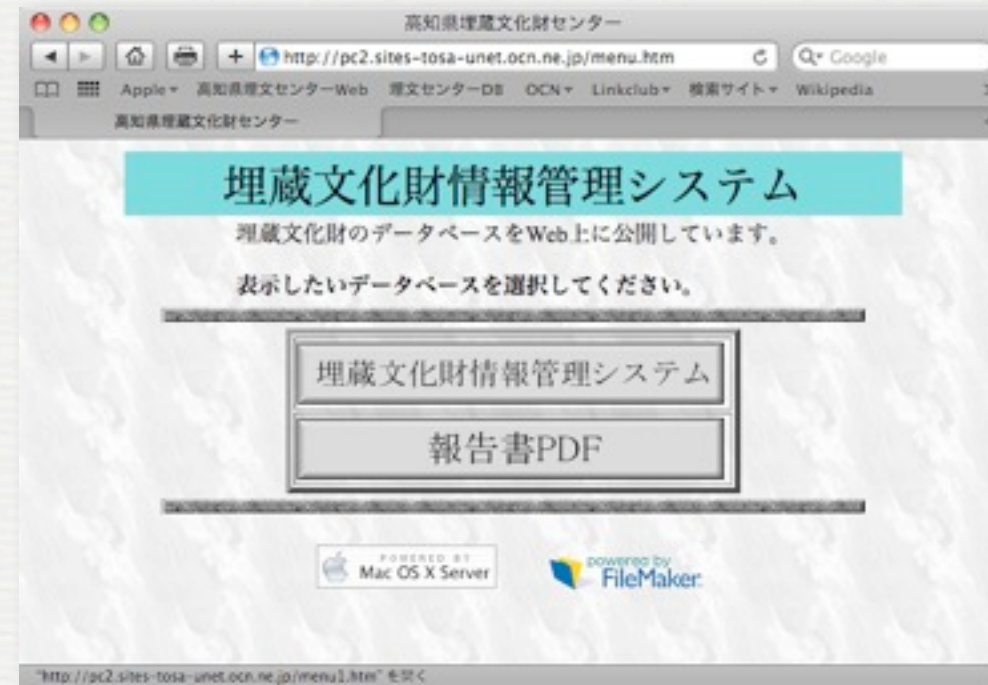 高知県埋蔵文化財センター
http://pc2.sites-tosa-unet.ocn.ne.jp/menu.htm
Google
Apple 高知県埋文センターWeb 埋文センターDB OCN Linkclub 検索サイト Wikipedia
高知県埋蔵文化財センター
埋蔵文化財情報管理システム
埋蔵文化財のデータベースをWeb上に公開しています。
表示したいデータベースを選択してください。
埋蔵文化財情報管理システム
報告書PDF
POWERED BY
Mac OS X Server
powered by
FileMaker.
"http://pc2.sites-tosa-unet.ocn.ne.jp/menu1.htm" を開く